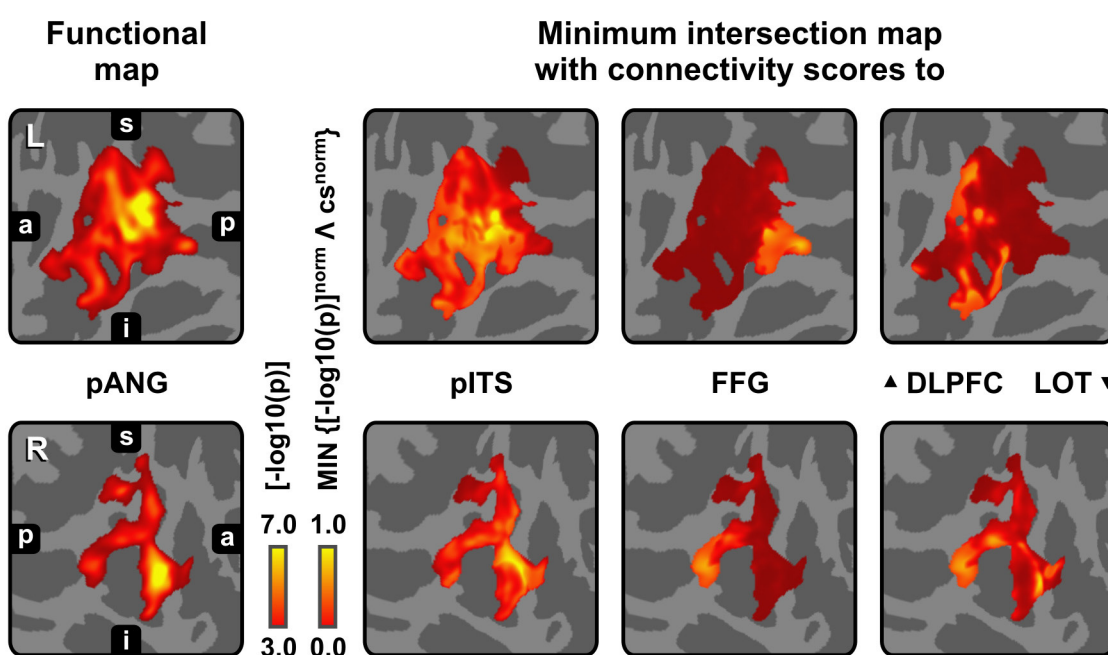 Functional
map
Minimum intersection map
with connectivity scores to
L
s
a
p
i
pANG
[-log10(p)]
MIN {[-log10(p)]norm Λ csnorm}
pITS
FFG
▲ DLPFC
LOT ▼
R
s
p
a
i
7.0 1.0
3.0 0.0